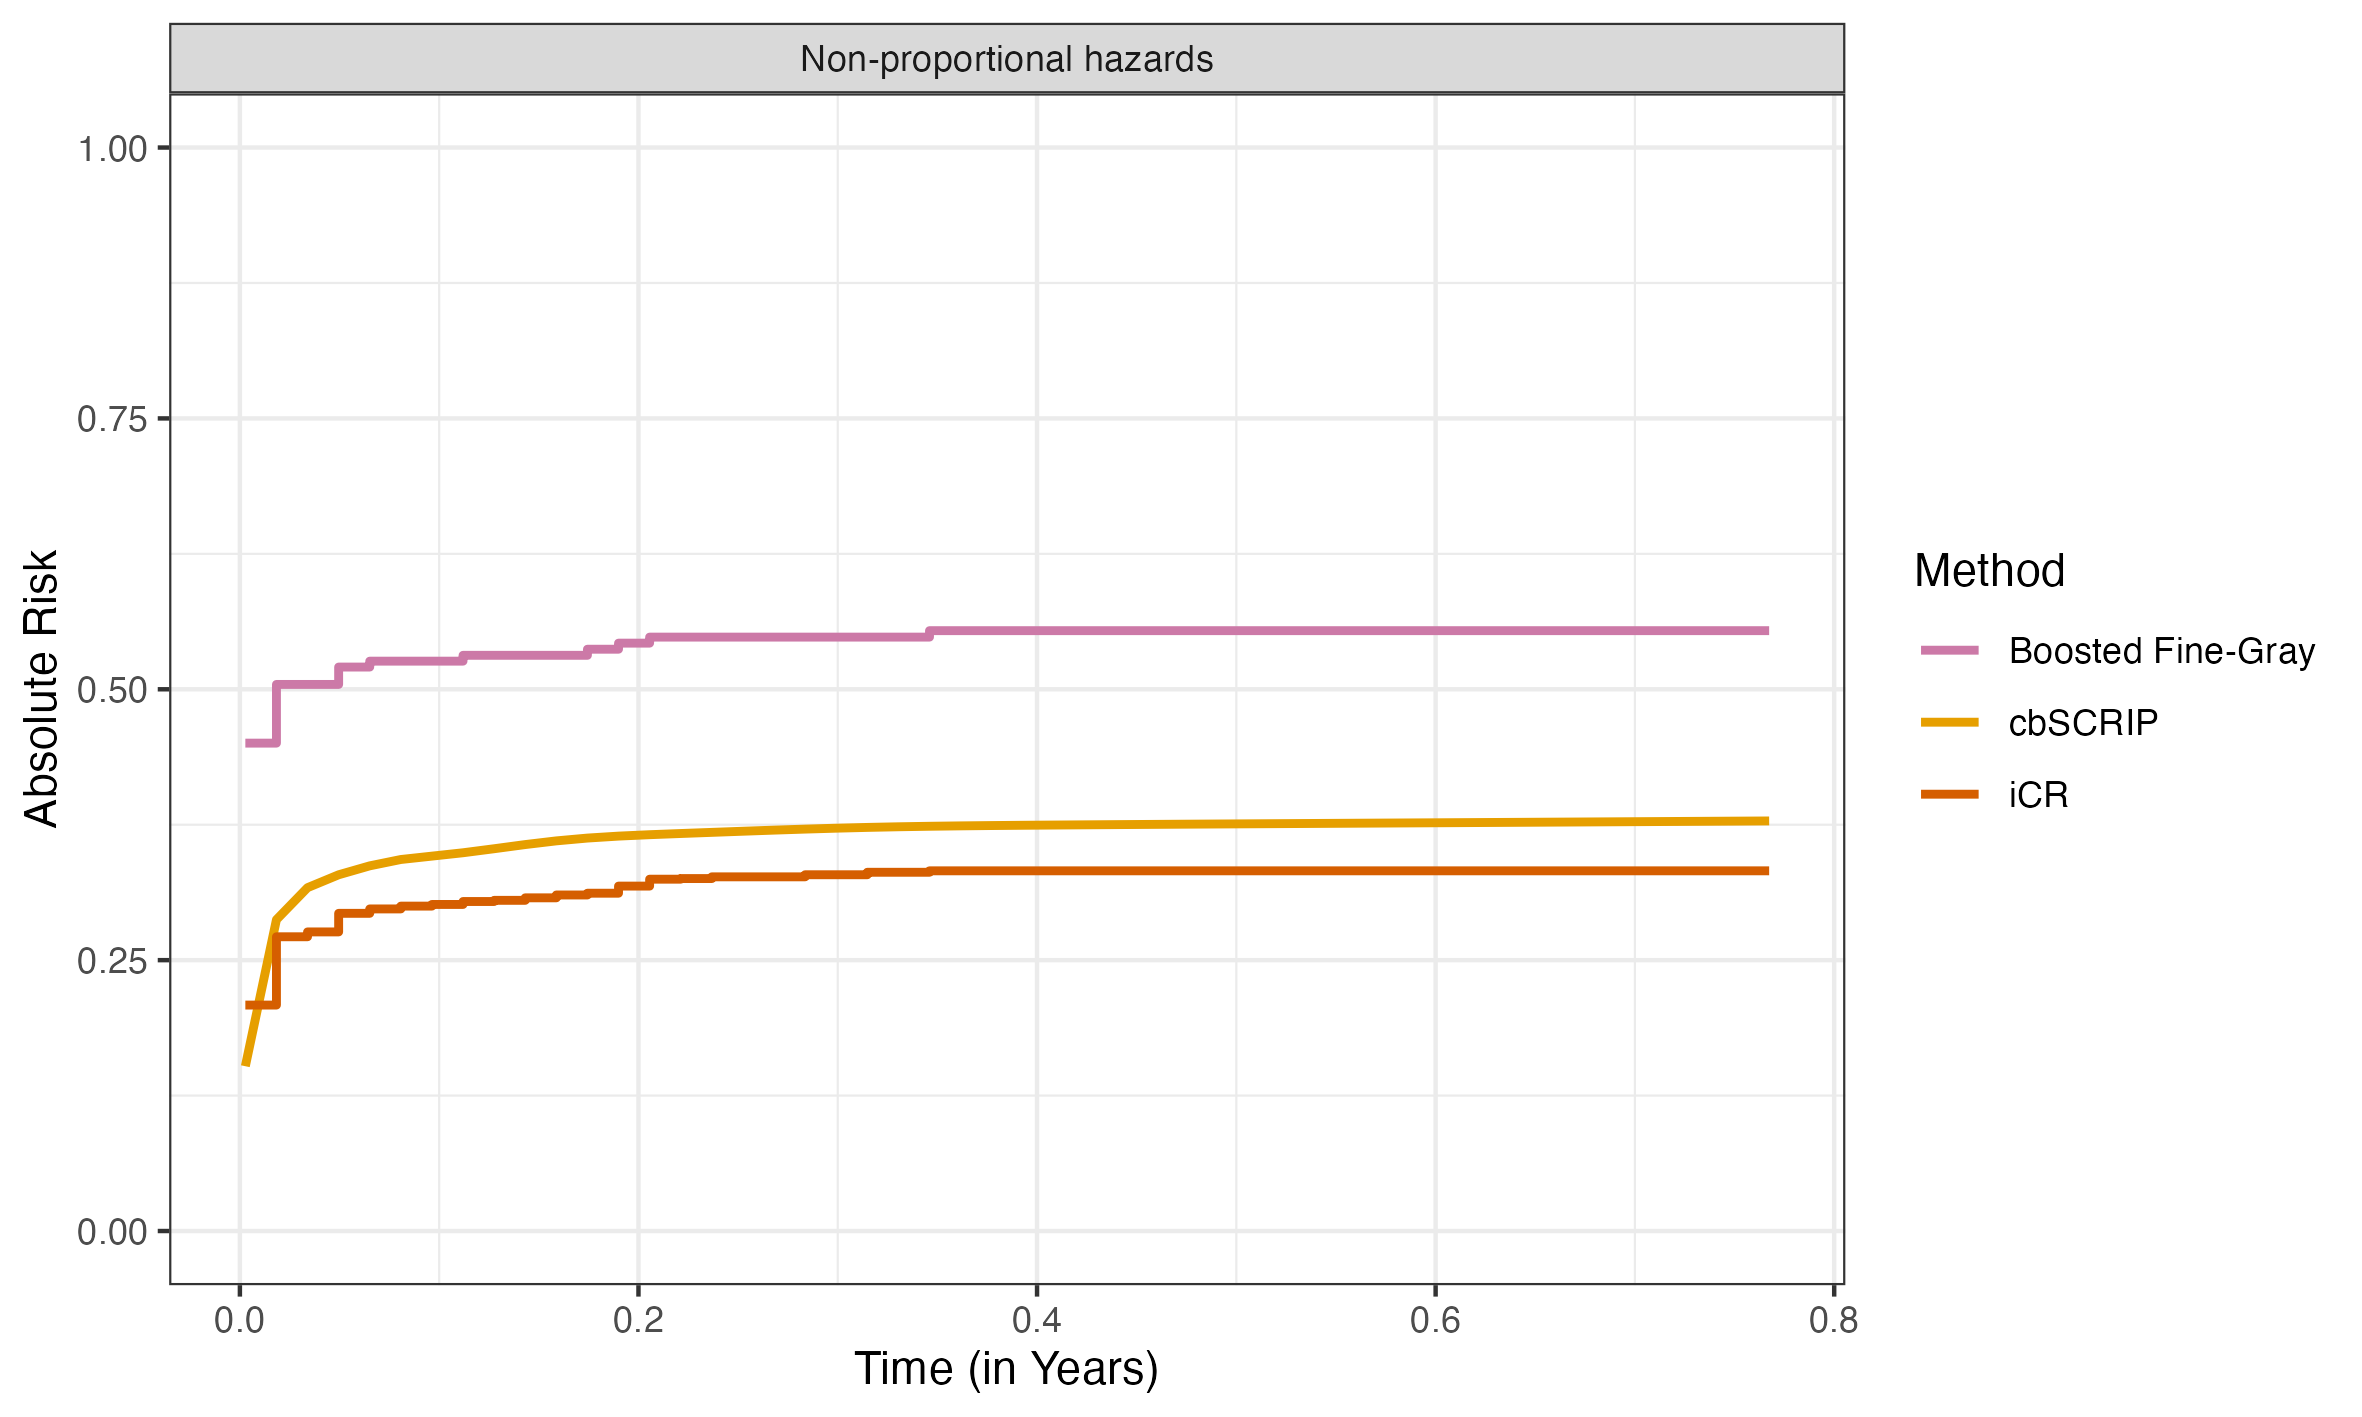 Non-proportional hazards
1.00
0.75
0.50
0.25
0.00
Absolute Risk
0.0 0.2 0.4 0.6 0.8
Time (in Years)
Method
Boosted Fine-Gray
cbSCRIP
iCR